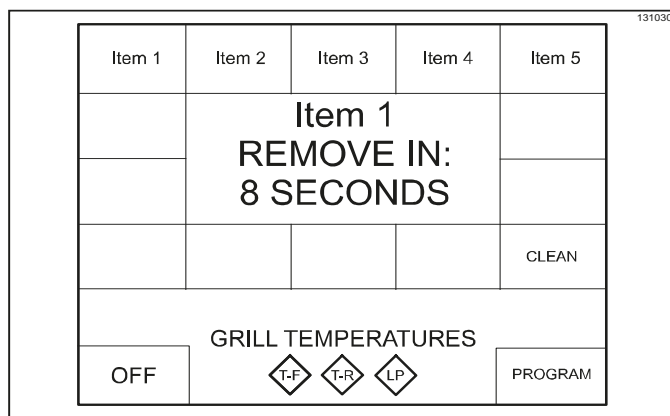 131030
Item 1 Item 2 Item 3 Item 4 Item 5
Item 1
REMOVE IN:
8 SECONDS
CLEAN
GRILL TEMPERATURES
OFF T-F T-R LP PROGRAM